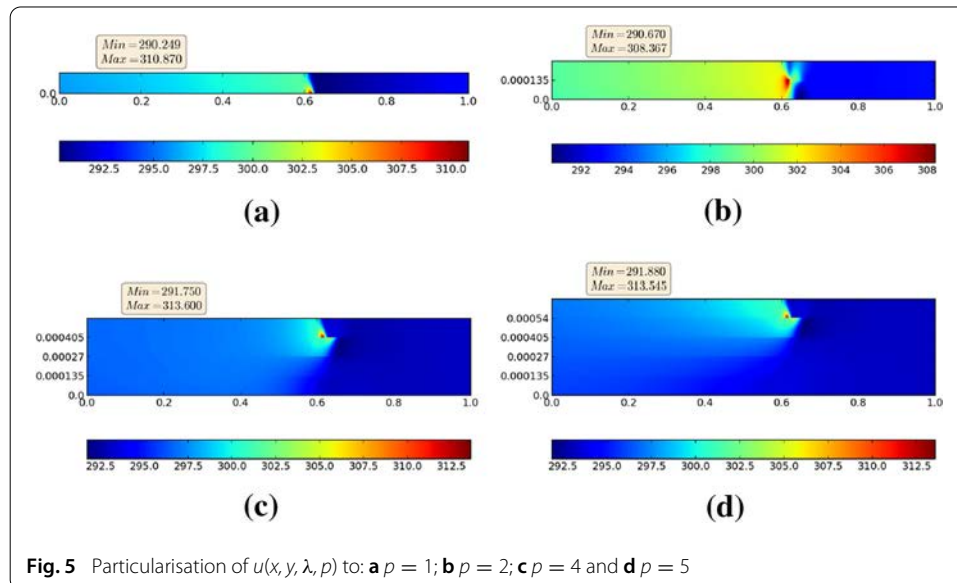 Min = 290.249
Max = 310.870
0.0
0.0 0.2 0.4 0.6 0.8 1.0
292.5 295.0 297.5 300.0 302.5 305.0 307.5 310.0
(a)
Min = 290.670
Max = 308.367
0.000135
0.0
0.0 0.2 0.4 0.6 0.8 1.0
292 294 296 298 300 302 304 306 308
(b)
Min = 291.750
Max = 313.600
0.000405
0.00027
0.000135
0.0
0.0 0.2 0.4 0.6 0.8 1.0
292.5 295.0 297.5 300.0 302.5 305.0 307.5 310.0 312.5
(c)
Min = 291.880
Max = 313.545
0.00054
0.000405
0.00027
0.000135
0.0
0.0 0.2 0.4 0.6 0.8 1.0
292.5 295.0 297.5 300.0 302.5 305.0 307.5 310.0 312.5
(d)
Fig. 5 Particularisation of u(x, y, λ, p) to: a p = 1; b p = 2; c p = 4 and d p = 5